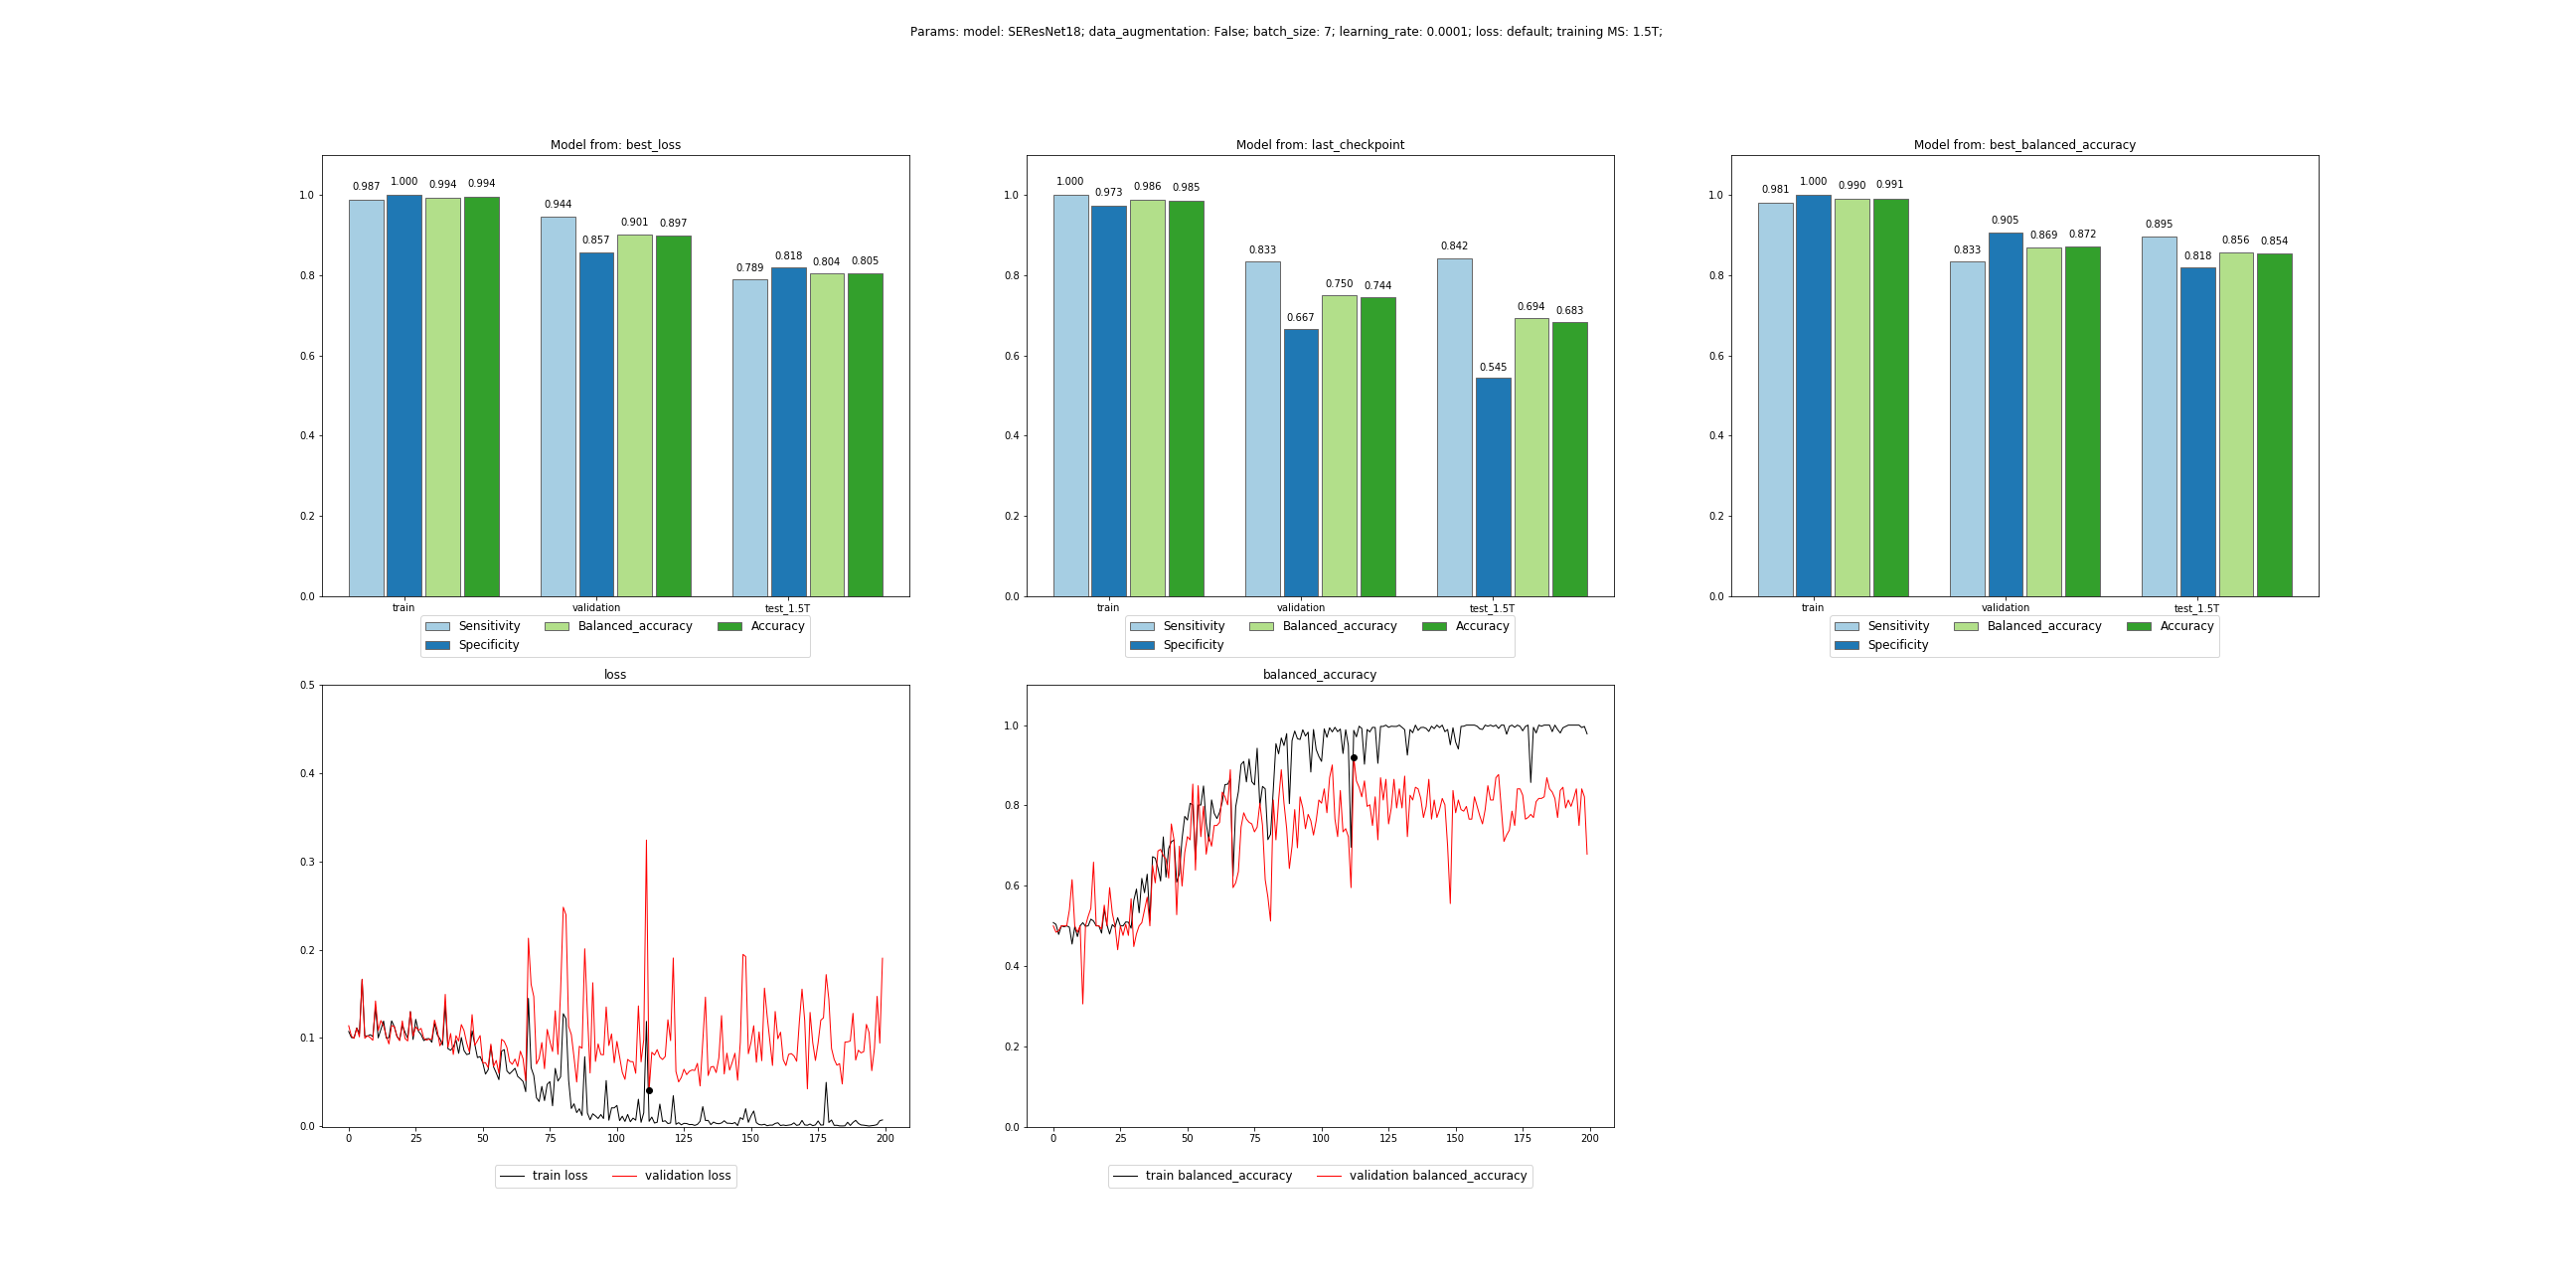 Params: model: SEResNet18; data_augmentation: False; batch_size: 7; learning_rate: 0.0001; loss: default; training MS: 1.5T;
Model from: best_loss
1.0
0.8
0.6
0.4
0.2
0.0
0.987 1.000 0.994 0.994
0.944 0.857 0.901 0.897
0.789 0.818 0.804 0.805
train validation test_1.5T
Sensitivity Balanced_accuracy Accuracy
Specificity
Model from: last_checkpoint
1.0
0.8
0.6
0.4
0.2
0.0
1.000 0.973 0.986 0.985
0.833 0.667 0.750 0.744
0.842 0.545 0.694 0.683
train validation test_1.5T
Sensitivity Balanced_accuracy Accuracy
Specificity
Model from: best_balanced_accuracy
1.0
0.8
0.6
0.4
0.2
0.0
0.981 1.000 0.990 0.991
0.833 0.905 0.869 0.872
0.895 0.818 0.856 0.854
train validation test_1.5T
Sensitivity Balanced_accuracy Accuracy
Specificity
loss
0.5
0.4
0.3
0.2
0.1
0.0
0 25 50 75 100 125 150 175 200
train loss validation loss
balanced_accuracy
1.0
0.8
0.6
0.4
0.2
0.0
0 25 50 75 100 125 150 175 200
train balanced_accuracy validation balanced_accuracy